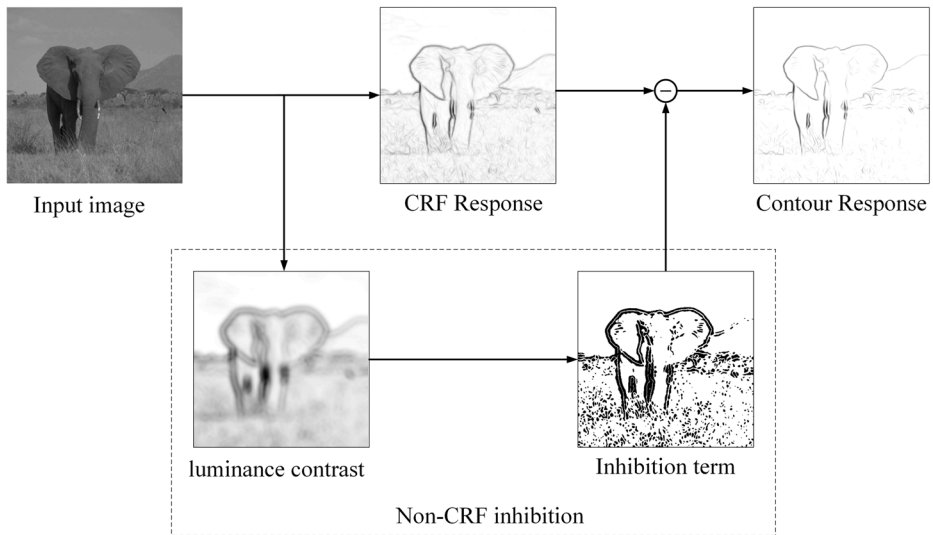 Input image
CRF Response
Contour Response
luminance contrast
Inhibition term
Non-CRF inhibition